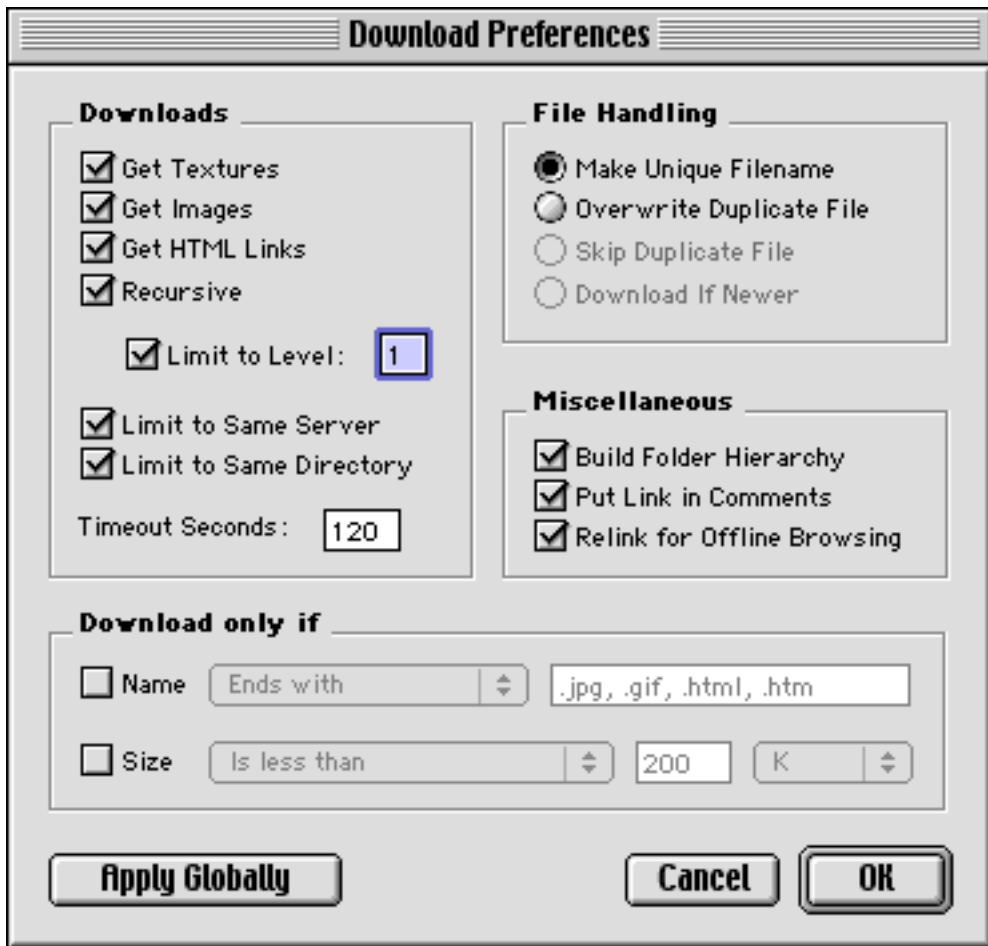 Download Preferences
Downloads
Get Textures
Get Images
Get HTML Links
Recursive
Limit to Level: 1
Limit to Same Server
Limit to Same Directory
Timeout Seconds: 120
File Handling
Make Unique Filename
Overwrite Duplicate File
Skip Duplicate File
Download If Newer
Miscellaneous
Build Folder Hierarchy
Put Link in Comments
Relink for Offline Browsing
Download only if
Name Ends with .jpg, .gif, .html, .htm
Size Is less than 200 K
Apply Globally Cancel OK